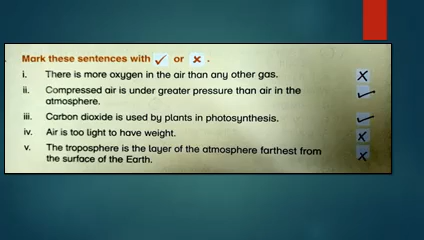 Mark these sentences with ✓ or ✗ .
i. There is more oxygen in the air than any other gas. ✗
ii. Compressed air is under greater pressure than air in the ✓
atmosphere.
iii. Carbon dioxide is used by plants in photosynthesis. ✓
iv. Air is too light to have weight. ✗
v. The troposphere is the layer of the atmosphere farthest from ✗
the surface of the Earth.